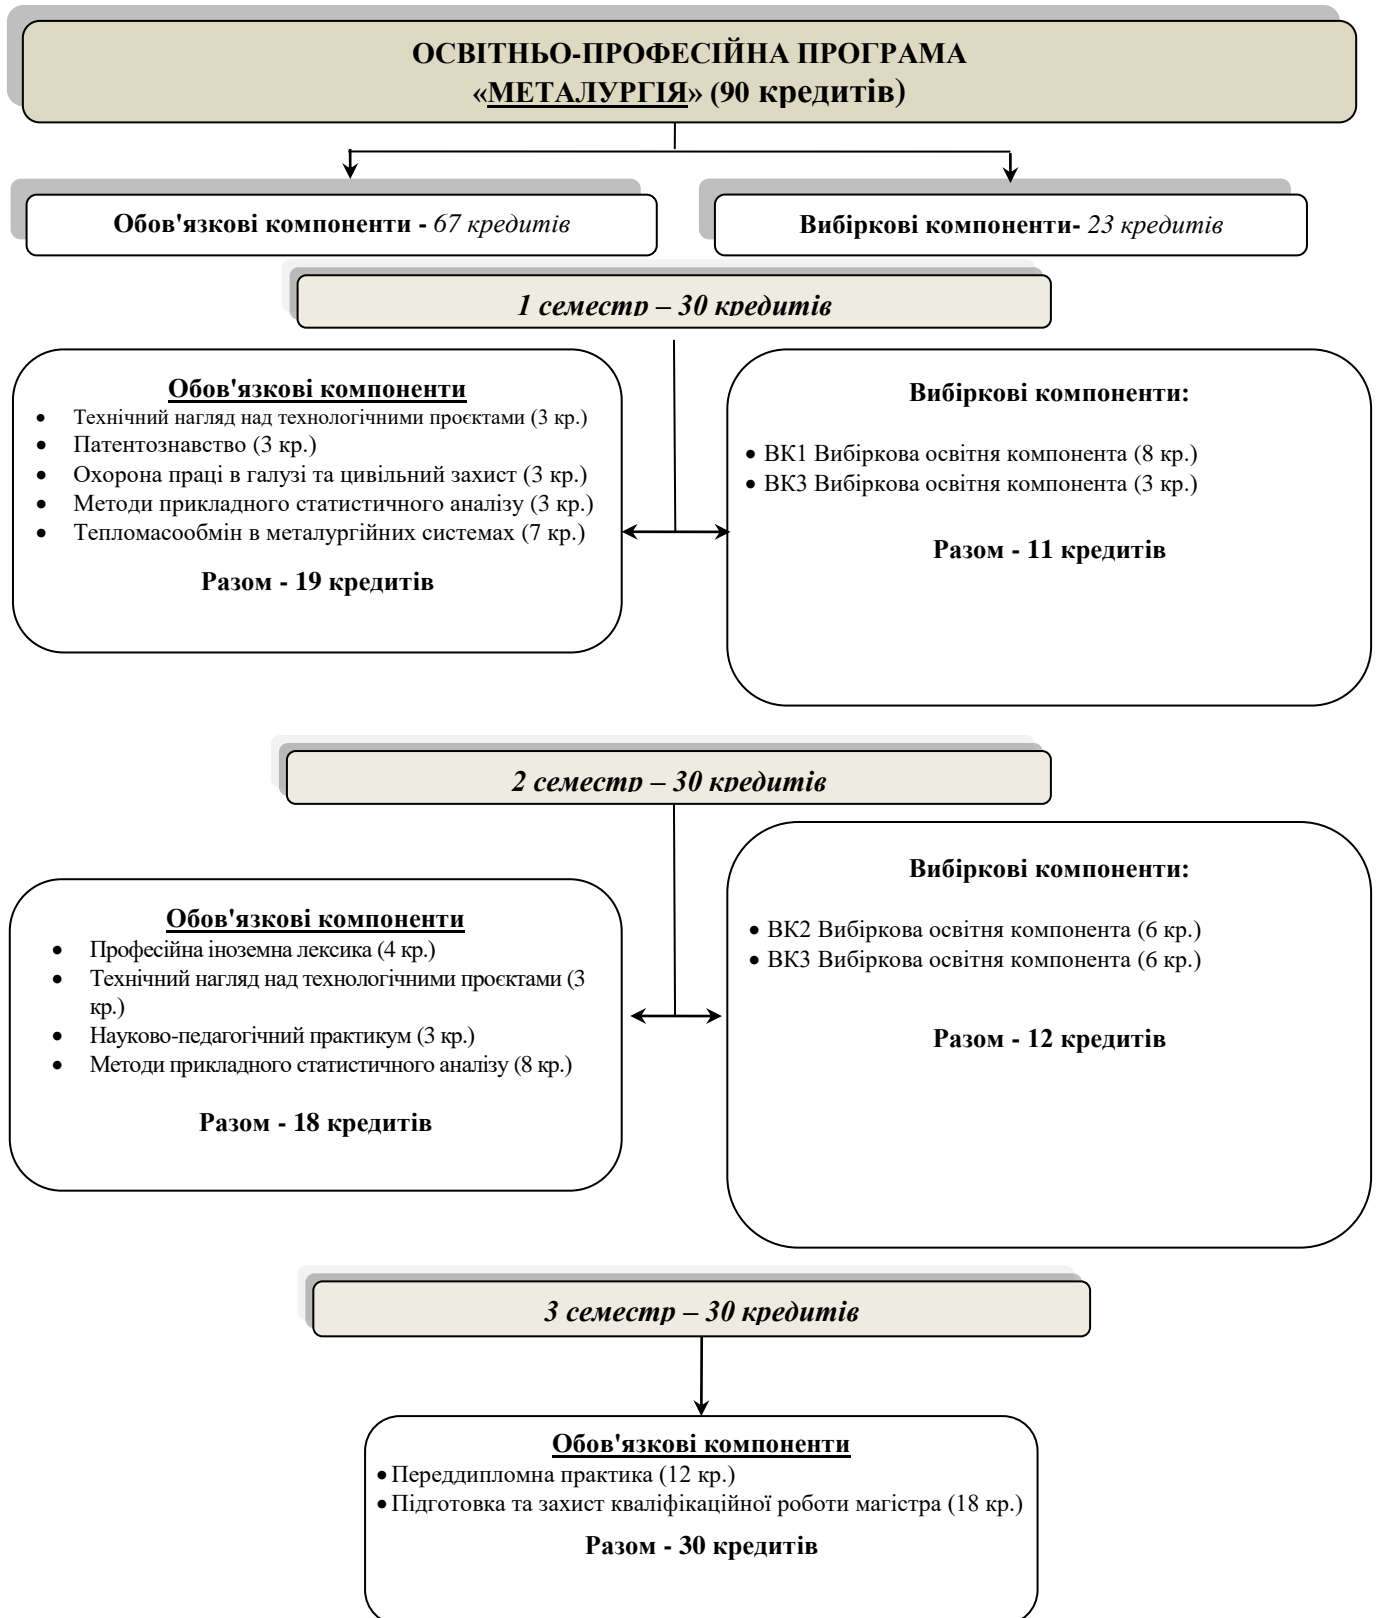 ОСВІТНЬО-ПРОФЕСІЙНА ПРОГРАМА
«МЕТАЛУРГІЯ» (90 кредитів)
Обов'язкові компоненти - 67 кредитів
Вибіркові компоненти- 23 кредитів
1 семестр – 30 кредитів
Обов'язкові компоненти
• Технічний нагляд над технологічними проєктами (3 кр.)
• Патентознавство (3 кр.)
• Охорона праці в галузі та цивільний захист (3 кр.)
• Методи прикладного статистичного аналізу (3 кр.)
• Тепломасообмін в металургійних системах (7 кр.)
Разом - 19 кредитів
Вибіркові компоненти:
• ВК1 Вибіркова освітня компонента (8 кр.)
• ВК3 Вибіркова освітня компонента (3 кр.)
Разом - 11 кредитів
2 семестр – 30 кредитів
Обов'язкові компоненти
• Професійна іноземна лексика (4 кр.)
• Технічний нагляд над технологічними проєктами (3
кр.)
• Науково-педагогічний практикум (3 кр.)
• Методи прикладного статистичного аналізу (8 кр.)
Разом - 18 кредитів
Вибіркові компоненти:
• ВК2 Вибіркова освітня компонента (6 кр.)
• ВК3 Вибіркова освітня компонента (6 кр.)
Разом - 12 кредитів
3 семестр – 30 кредитів
Обов'язкові компоненти
• Переддипломна практика (12 кр.)
• Підготовка та захист кваліфікаційної роботи магістра (18 кр.)
Разом - 30 кредитів